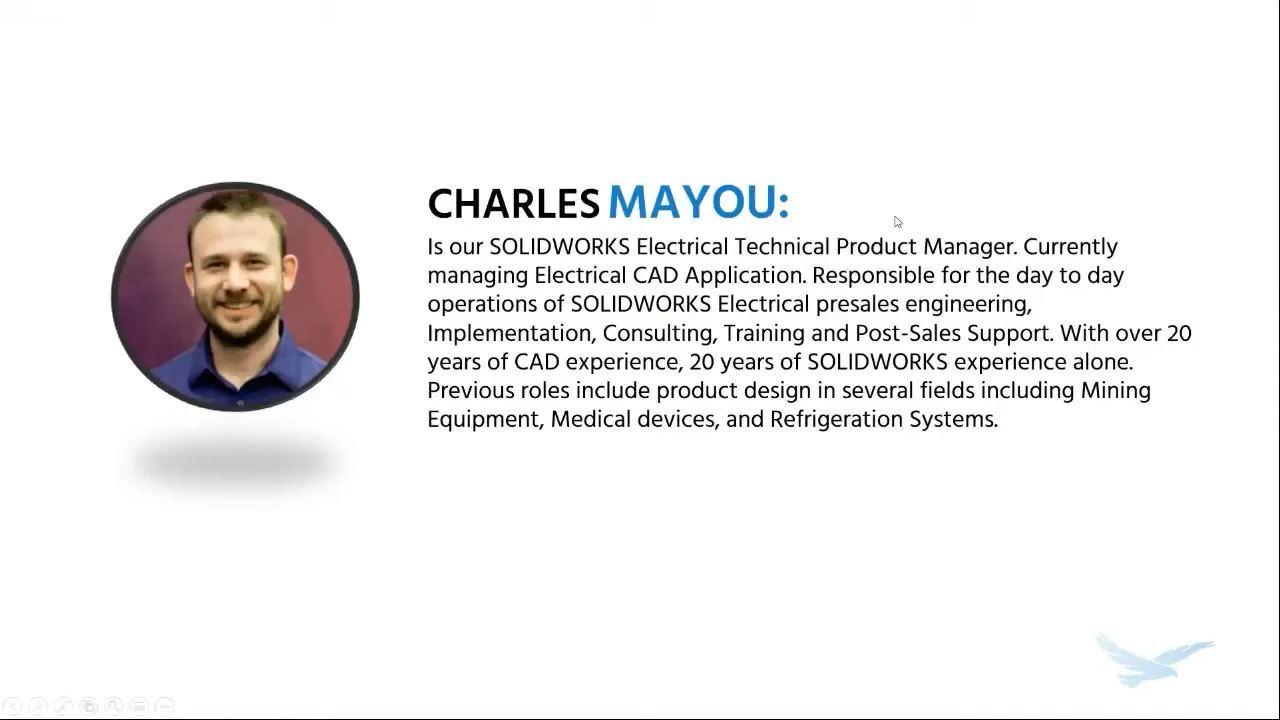 CHARLES MAYOU:
Is our SOLIDWORKS Electrical Technical Product Manager. Currently
managing Electrical CAD Application. Responsible for the day to day
operations of SOLIDWORKS Electrical presales engineering,
Implementation, Consulting, Training and Post-Sales Support. With over 20
years of CAD experience, 20 years of SOLIDWORKS experience alone.
Previous roles include product design in several fields including Mining
Equipment, Medical devices, and Refrigeration Systems.